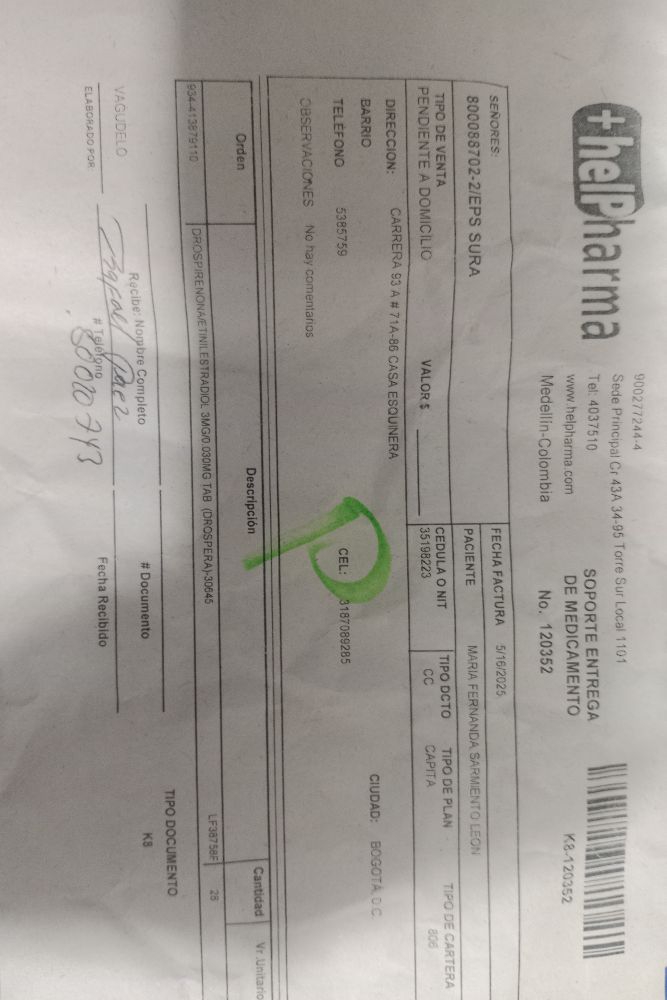 +helPharma
900277244-4
Sede Principal Cr 43A 34-95 Torre Sur Local 1101
Tel: 4037510
www.helpharma.com
Medellin-Colombia
SOPORTE ENTREGA
DE MEDICAMENTO
No. 120352
K8-120352
SEÑORES:
800088702-2/EPS SURA
FECHA FACTURA 5/16/2025
PACIENTE MARIA FERNANDA SARMIENTO LEON
TIPO DE VENTA VALOR $ CEDULA O NIT TIPO DCTO TIPO DE PLAN TIPO DE CARTERA
PENDIENTE A DOMICILIO 35198223 CC CAPITA 806
DIRECCION: CARRERA 93 A # 71A-86 CASA ESQUINERA
CIUDAD: BOGOTA D.C.
BARRIO
TELÉFONO 5385759 CEL: 3187089285
OBSERVACIONES No hay comentarios
P
Orden Descripción Cantidad Vr.Unitario
934-413879110 DROSPIRENONA/ETINILESTRADIOL 3MG/0.030MG TAB (DROSPERA)-30645 LF38758F 28
TIPO DOCUMENTO
K8
Recibe: Nombre Completo # Documento
VAGUDELO
# Teléfono Fecha Recibido
ELABORADO POR